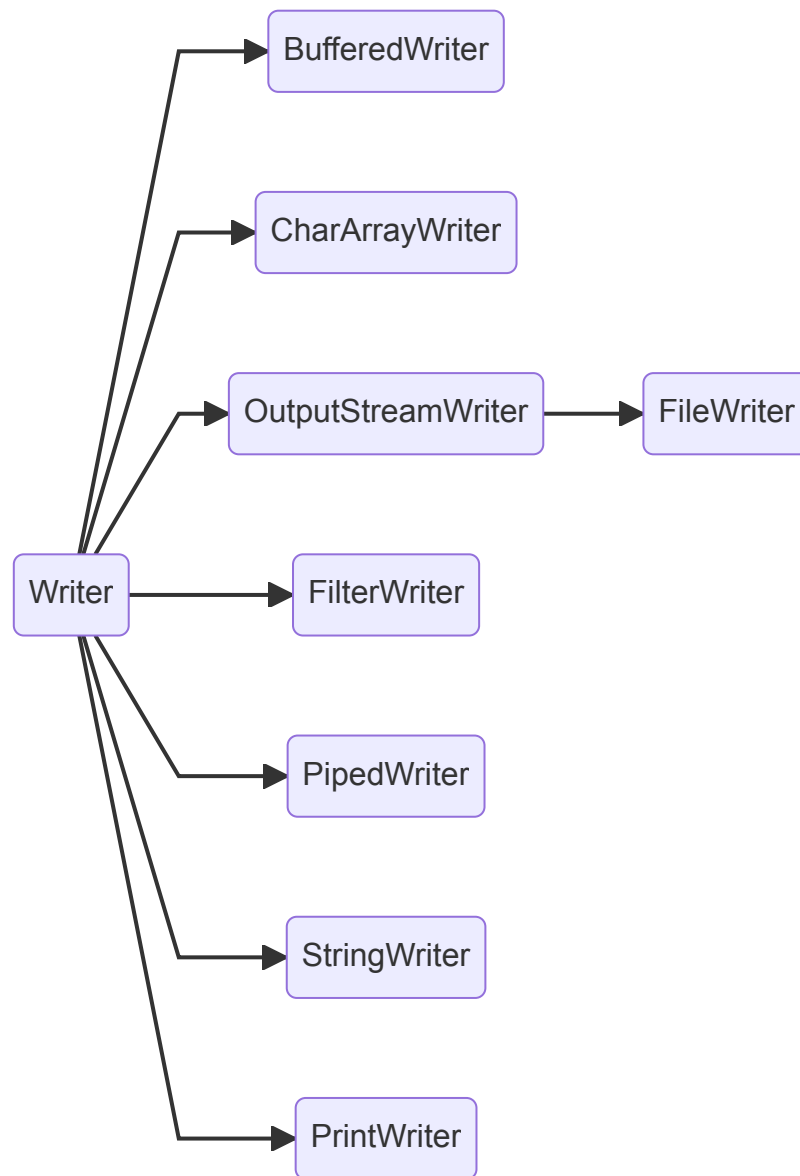 BufferedWriter
CharArrayWriter
OutputStreamWriter
FileWriter
Writer
FilterWriter
PipedWriter
StringWriter
PrintWriter